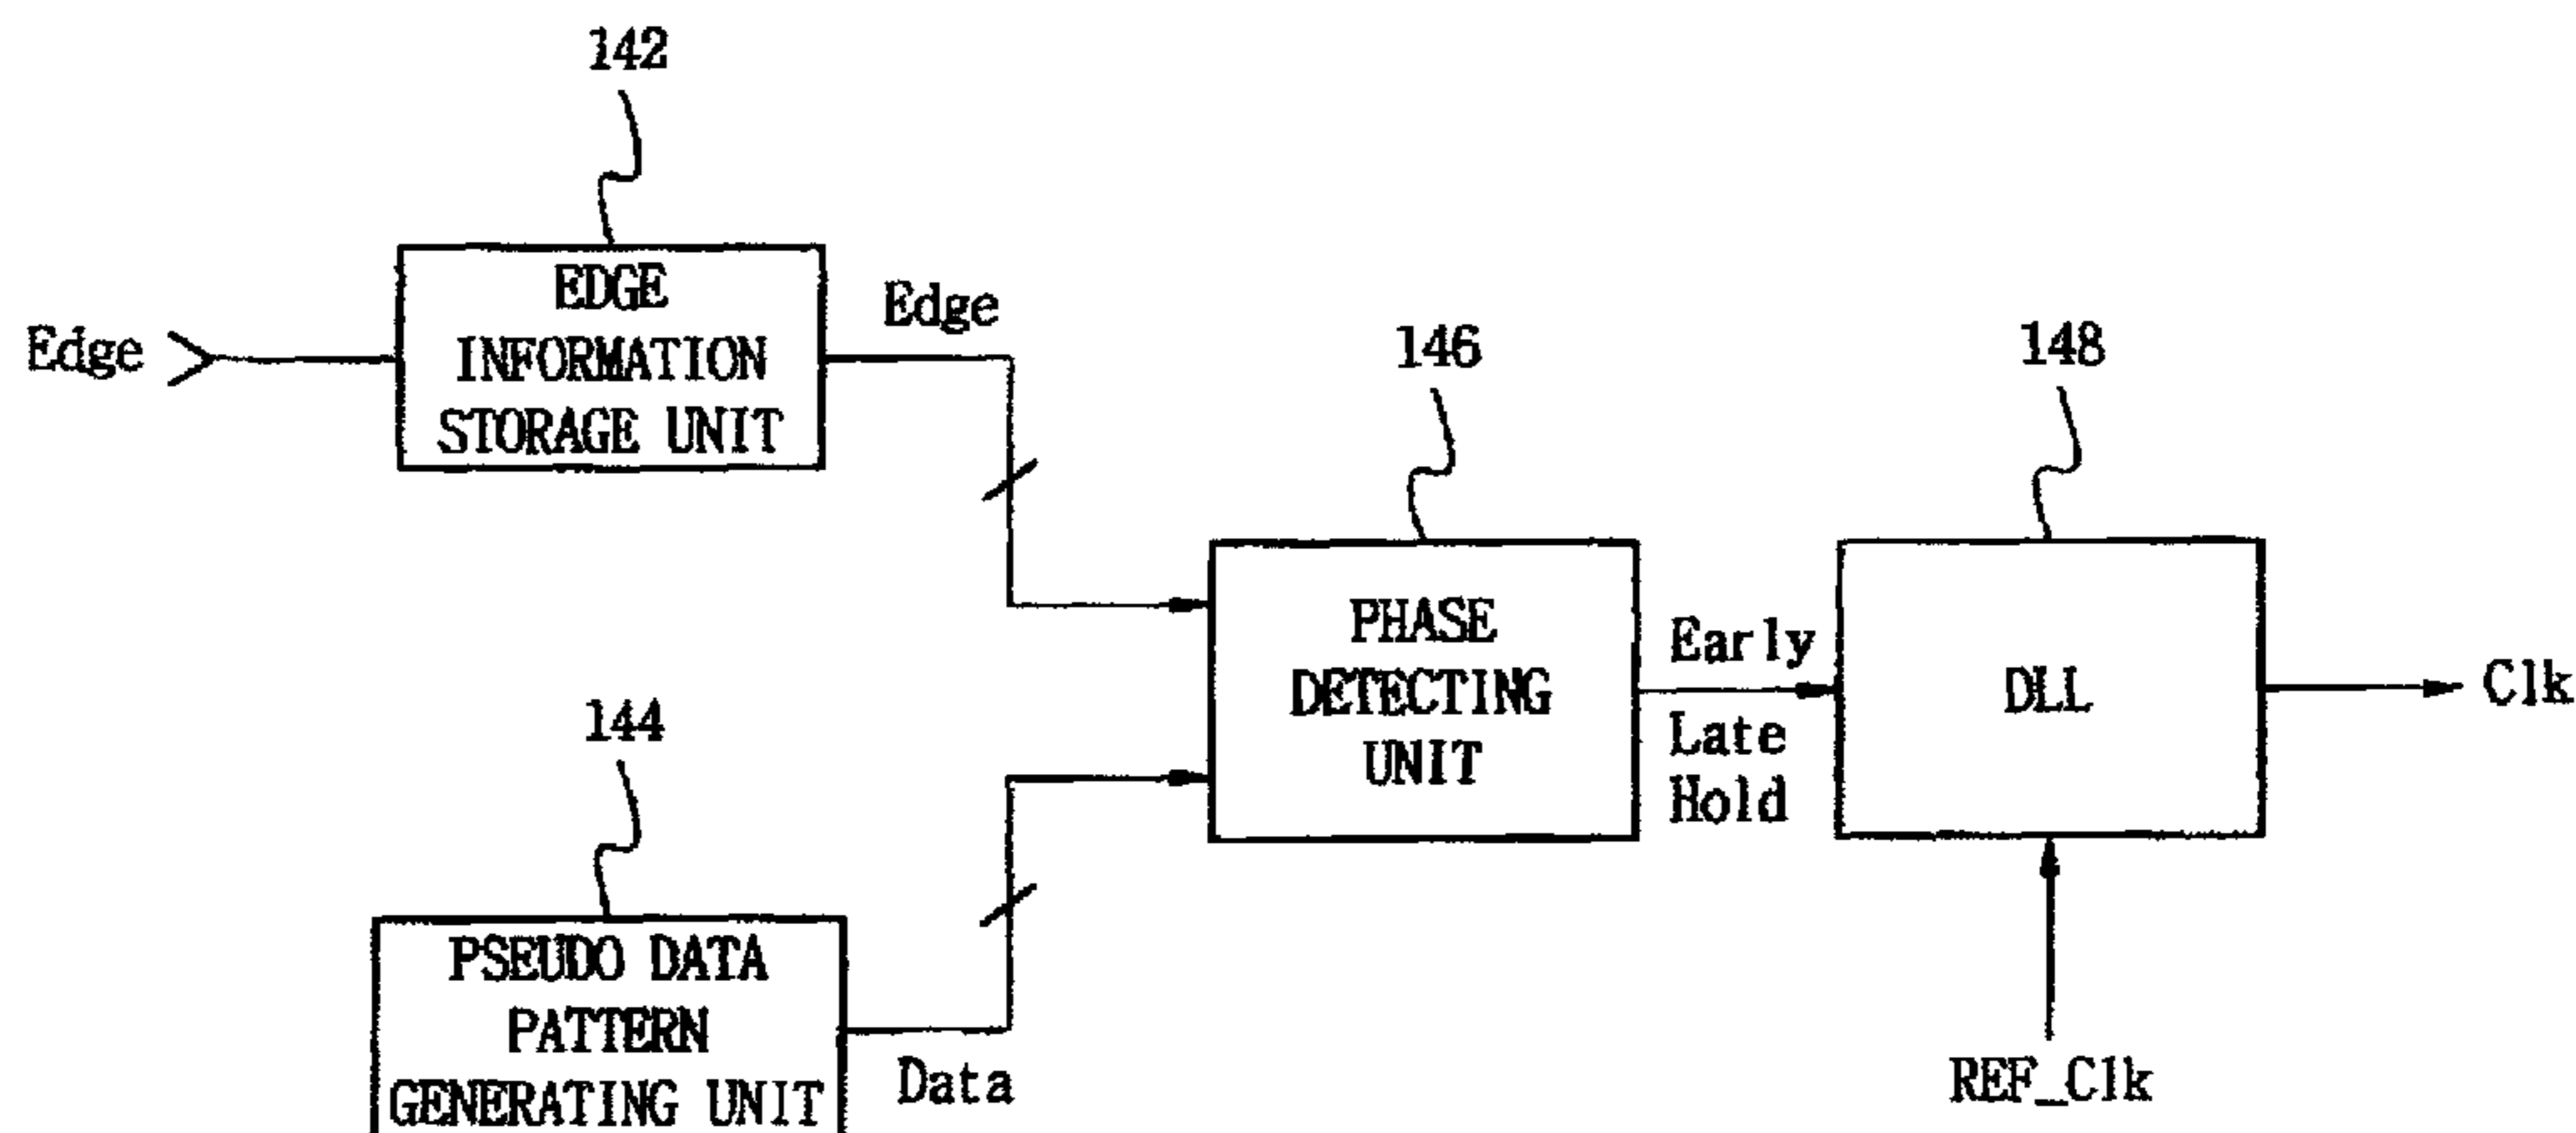 142
EDGE
INFORMATION
STORAGE UNIT
Edge
Edge
146
148
PHASE
DETECTING
UNIT
Early
Late
Hold
DLL
Clk
144
PSEUDO DATA
PATTERN
GENERATING UNIT
Data
REF_Clk